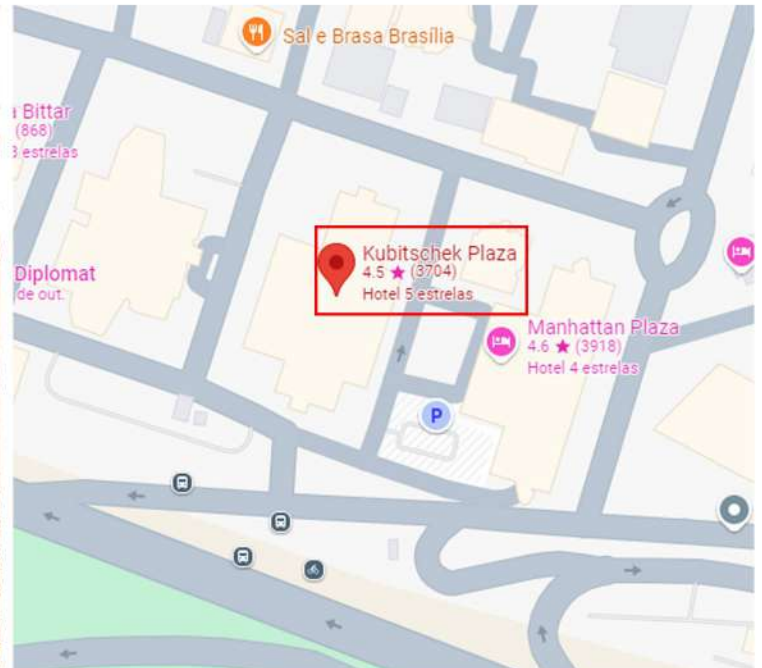 Sal e Brasa Brasília
a Bittar
(868)
3 estrelas
Diplomat
de out.
Kubitschek Plaza
4.5 ★ (3704)
Hotel 5 estrelas
Manhattan Plaza
4.6 ★ (3918)
Hotel 4 estrelas
P